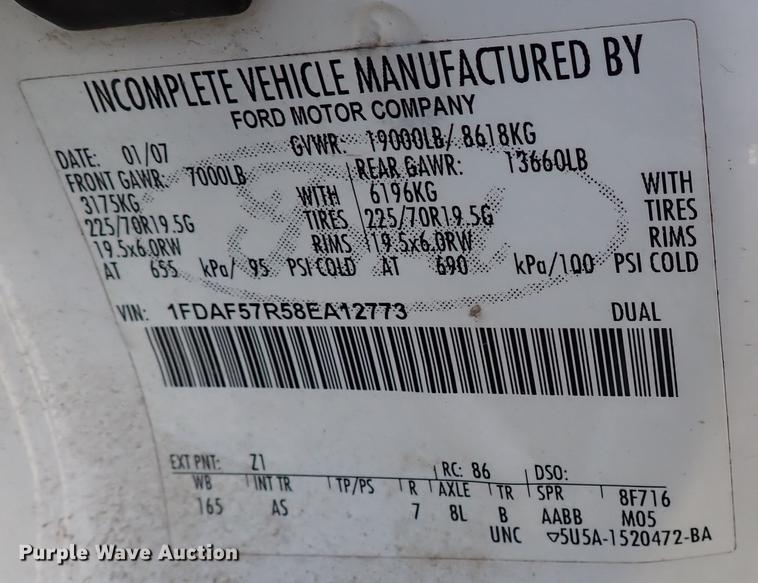 INCOMPLETE VEHICLE MANUFACTURED BY
FORD MOTOR COMPANY
DATE: 01/07 GVWR: 19000LB/ 8618KG
FRONT GAWR: 7000LB REAR GAWR: 13660LB
3175KG WITH 6196KG WITH
225/70R19.5G TIRES 225/70R19.5G TIRES
19.5x6.0RW RIMS 19.5x6.0RW RIMS
AT 655 kPa/ 95 PSI COLD AT 690 kPa/100 PSI COLD
VIN: 1FDAF57R58EA12773 DUAL
EXT PNT: Z1 RC: 86 DSO:
WB INT TR TP/PS R AXLE TR SPR 8F716
165 AS 7 8L B AABB M05
UNC 5U5A-1520472-BA
Purple Wave Auction